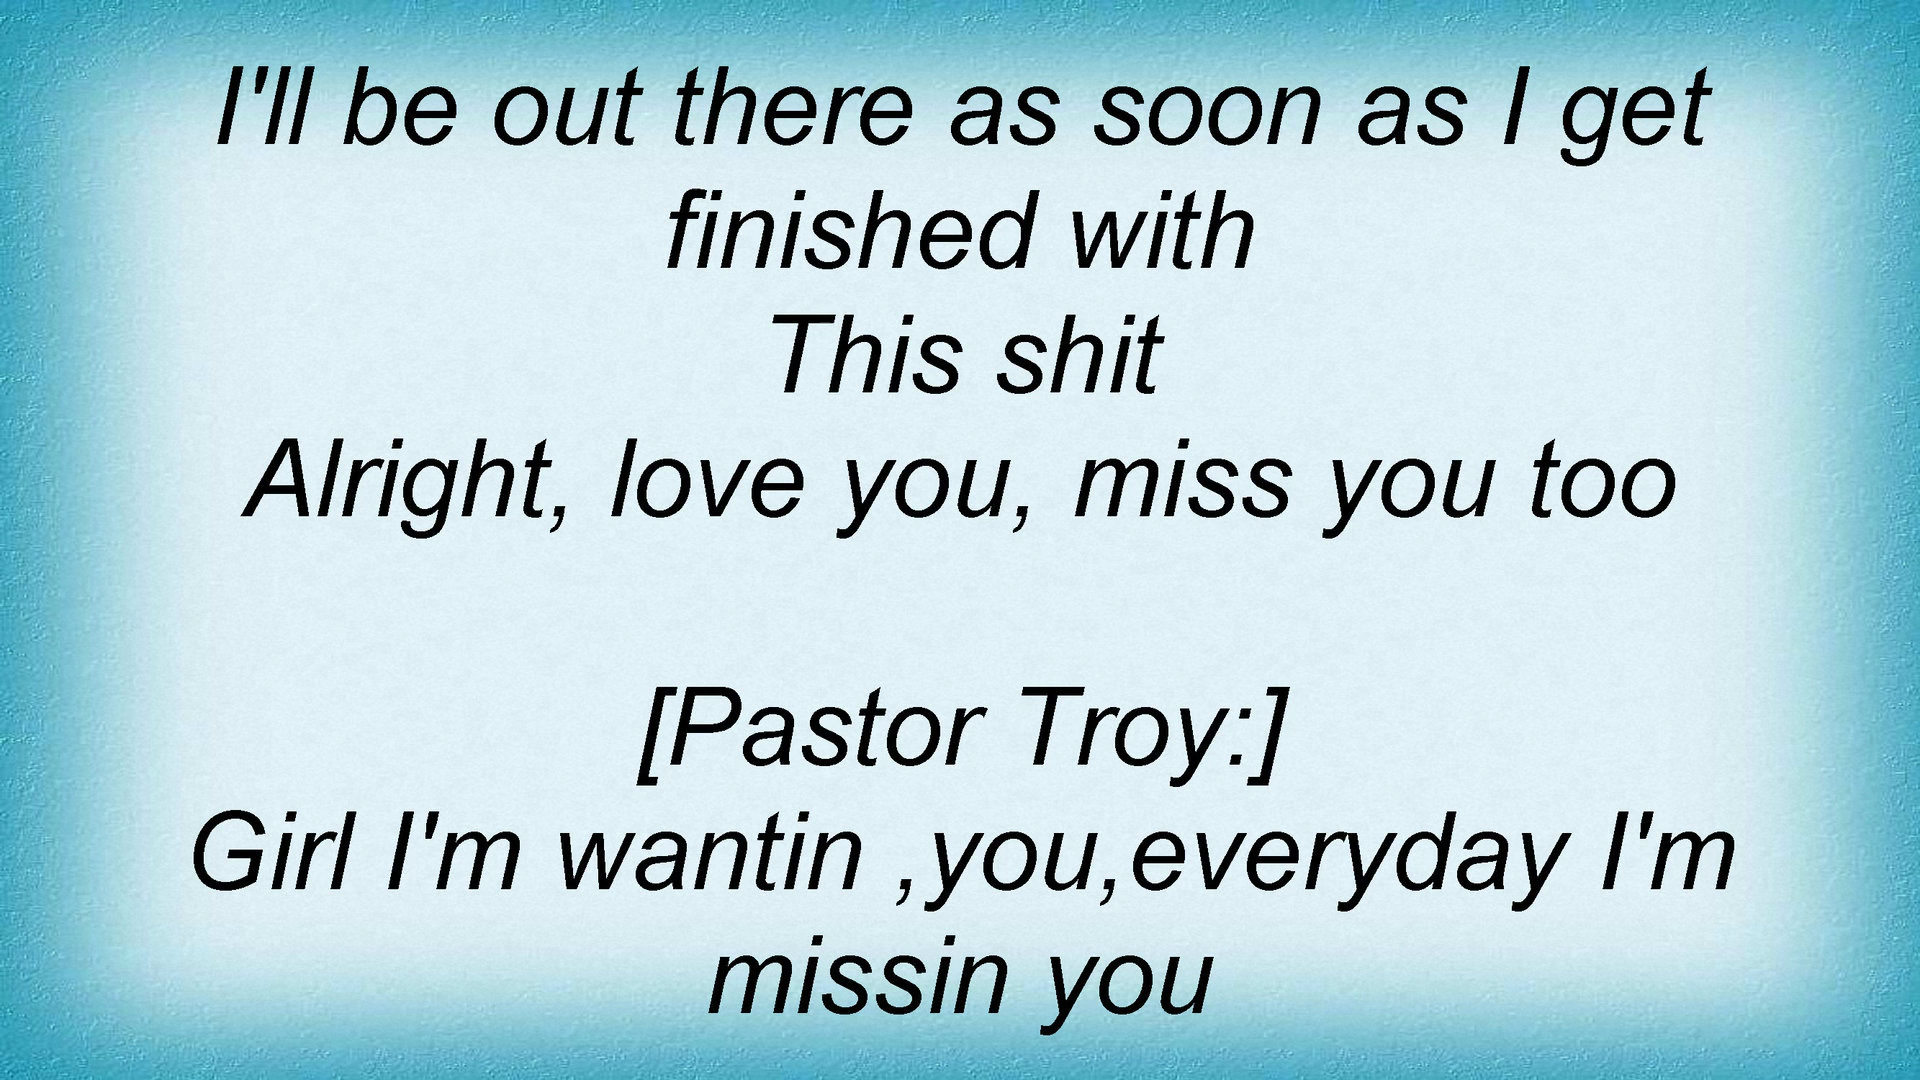 I'll be out there as soon as I get
finished with
This shit
Alright, love you, miss you too
[Pastor Troy:]
Girl I'm wantin ,you,everyday I'm
missin you